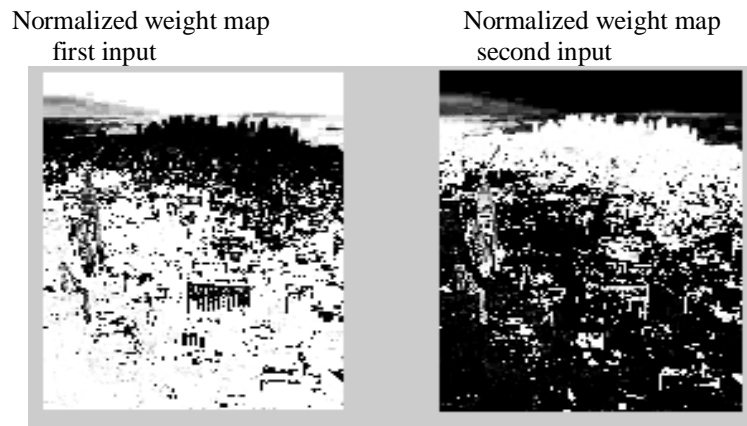 Normalized weight map
first input
Normalized weight map
second input